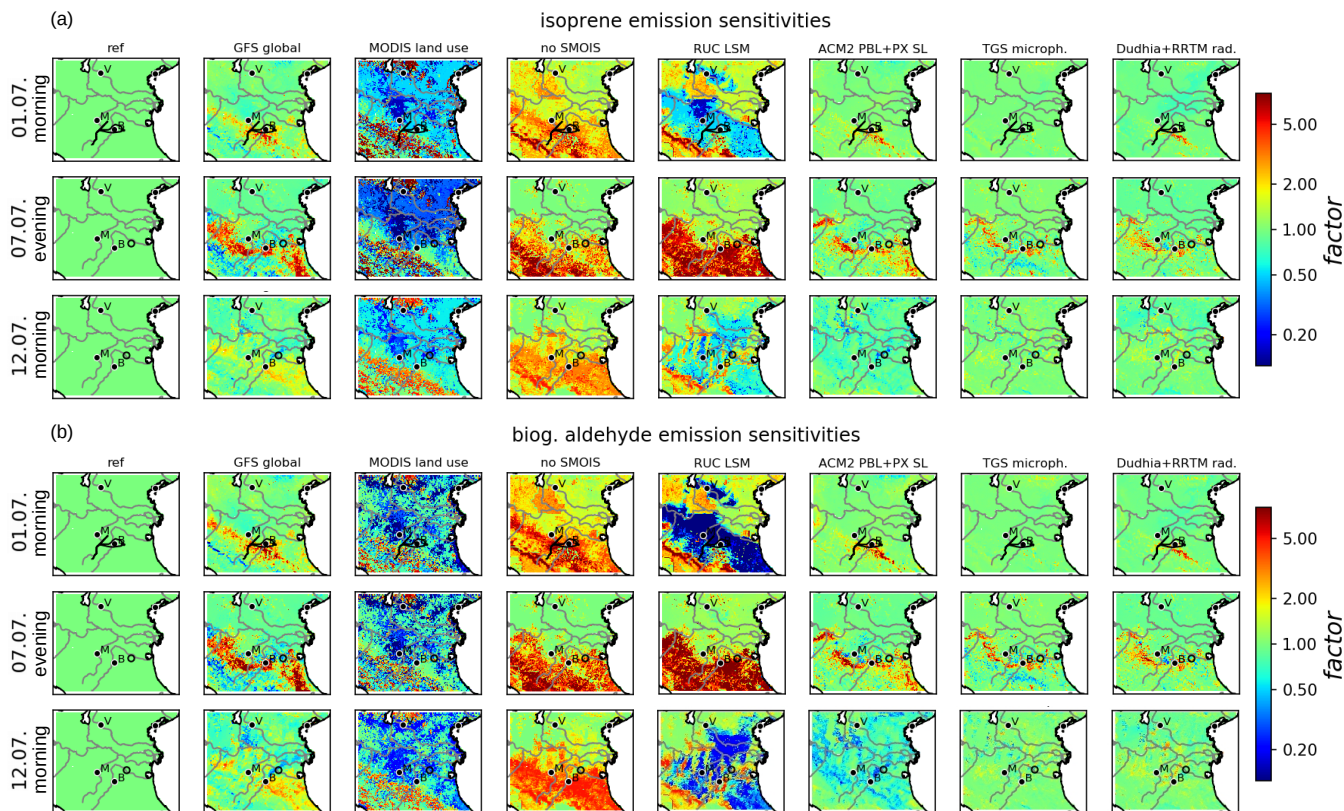 (a)
isoprene emission sensitivities
ref GFS global MODIS land use no SMOIS RUC LSM ACM2 PBL+PX SL TGS microph. Dudhia+RRTM rad.
01.07. morning
V V V V V V V V
M M M M M M M M
B B B B B B B B
07.07. evening
V V V V V V V V
M M M M M M M M
B B B B B B B B
12.07. morning
V V V V V V V V
M M M M M M M M
B B B B B B B B
5.00
2.00
1.00
0.50
0.20
factor
(b)
biog. aldehyde emission sensitivities
ref GFS global MODIS land use no SMOIS RUC LSM ACM2 PBL+PX SL TGS microph. Dudhia+RRTM rad.
01.07. morning
V V V V V V V V
M M M M M M M M
B B B B B B B B
07.07. evening
V V V V V V V V
M M M M M M M M
B B B B B B B B
12.07. morning
V V V V V V V V
M M M M M M M M
B B B B B B B B
5.00
2.00
1.00
0.50
0.20
factor